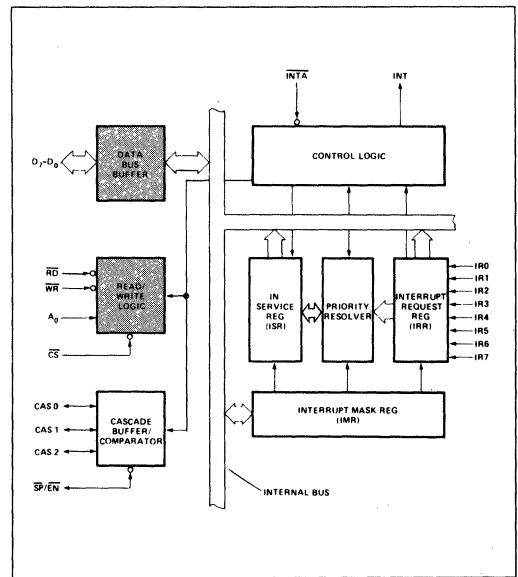 INTA
INT
DATA
BUS
BUFFER
D7-D0
CONTROL LOGIC
RD
WR
A0
CS
READ/
WRITE
LOGIC
IN
SERVICE
REG
(ISR)
PRIORITY
RESOLVER
INTERRUPT
REQUEST
REG
(IRR)
IR0
IR1
IR2
IR3
IR4
IR5
IR6
IR7
CAS 0
CAS 1
CAS 2
CASCADE
BUFFER/
COMPARATOR
SP/EN
INTERRUPT MASK REG
(IMR)
INTERNAL BUS